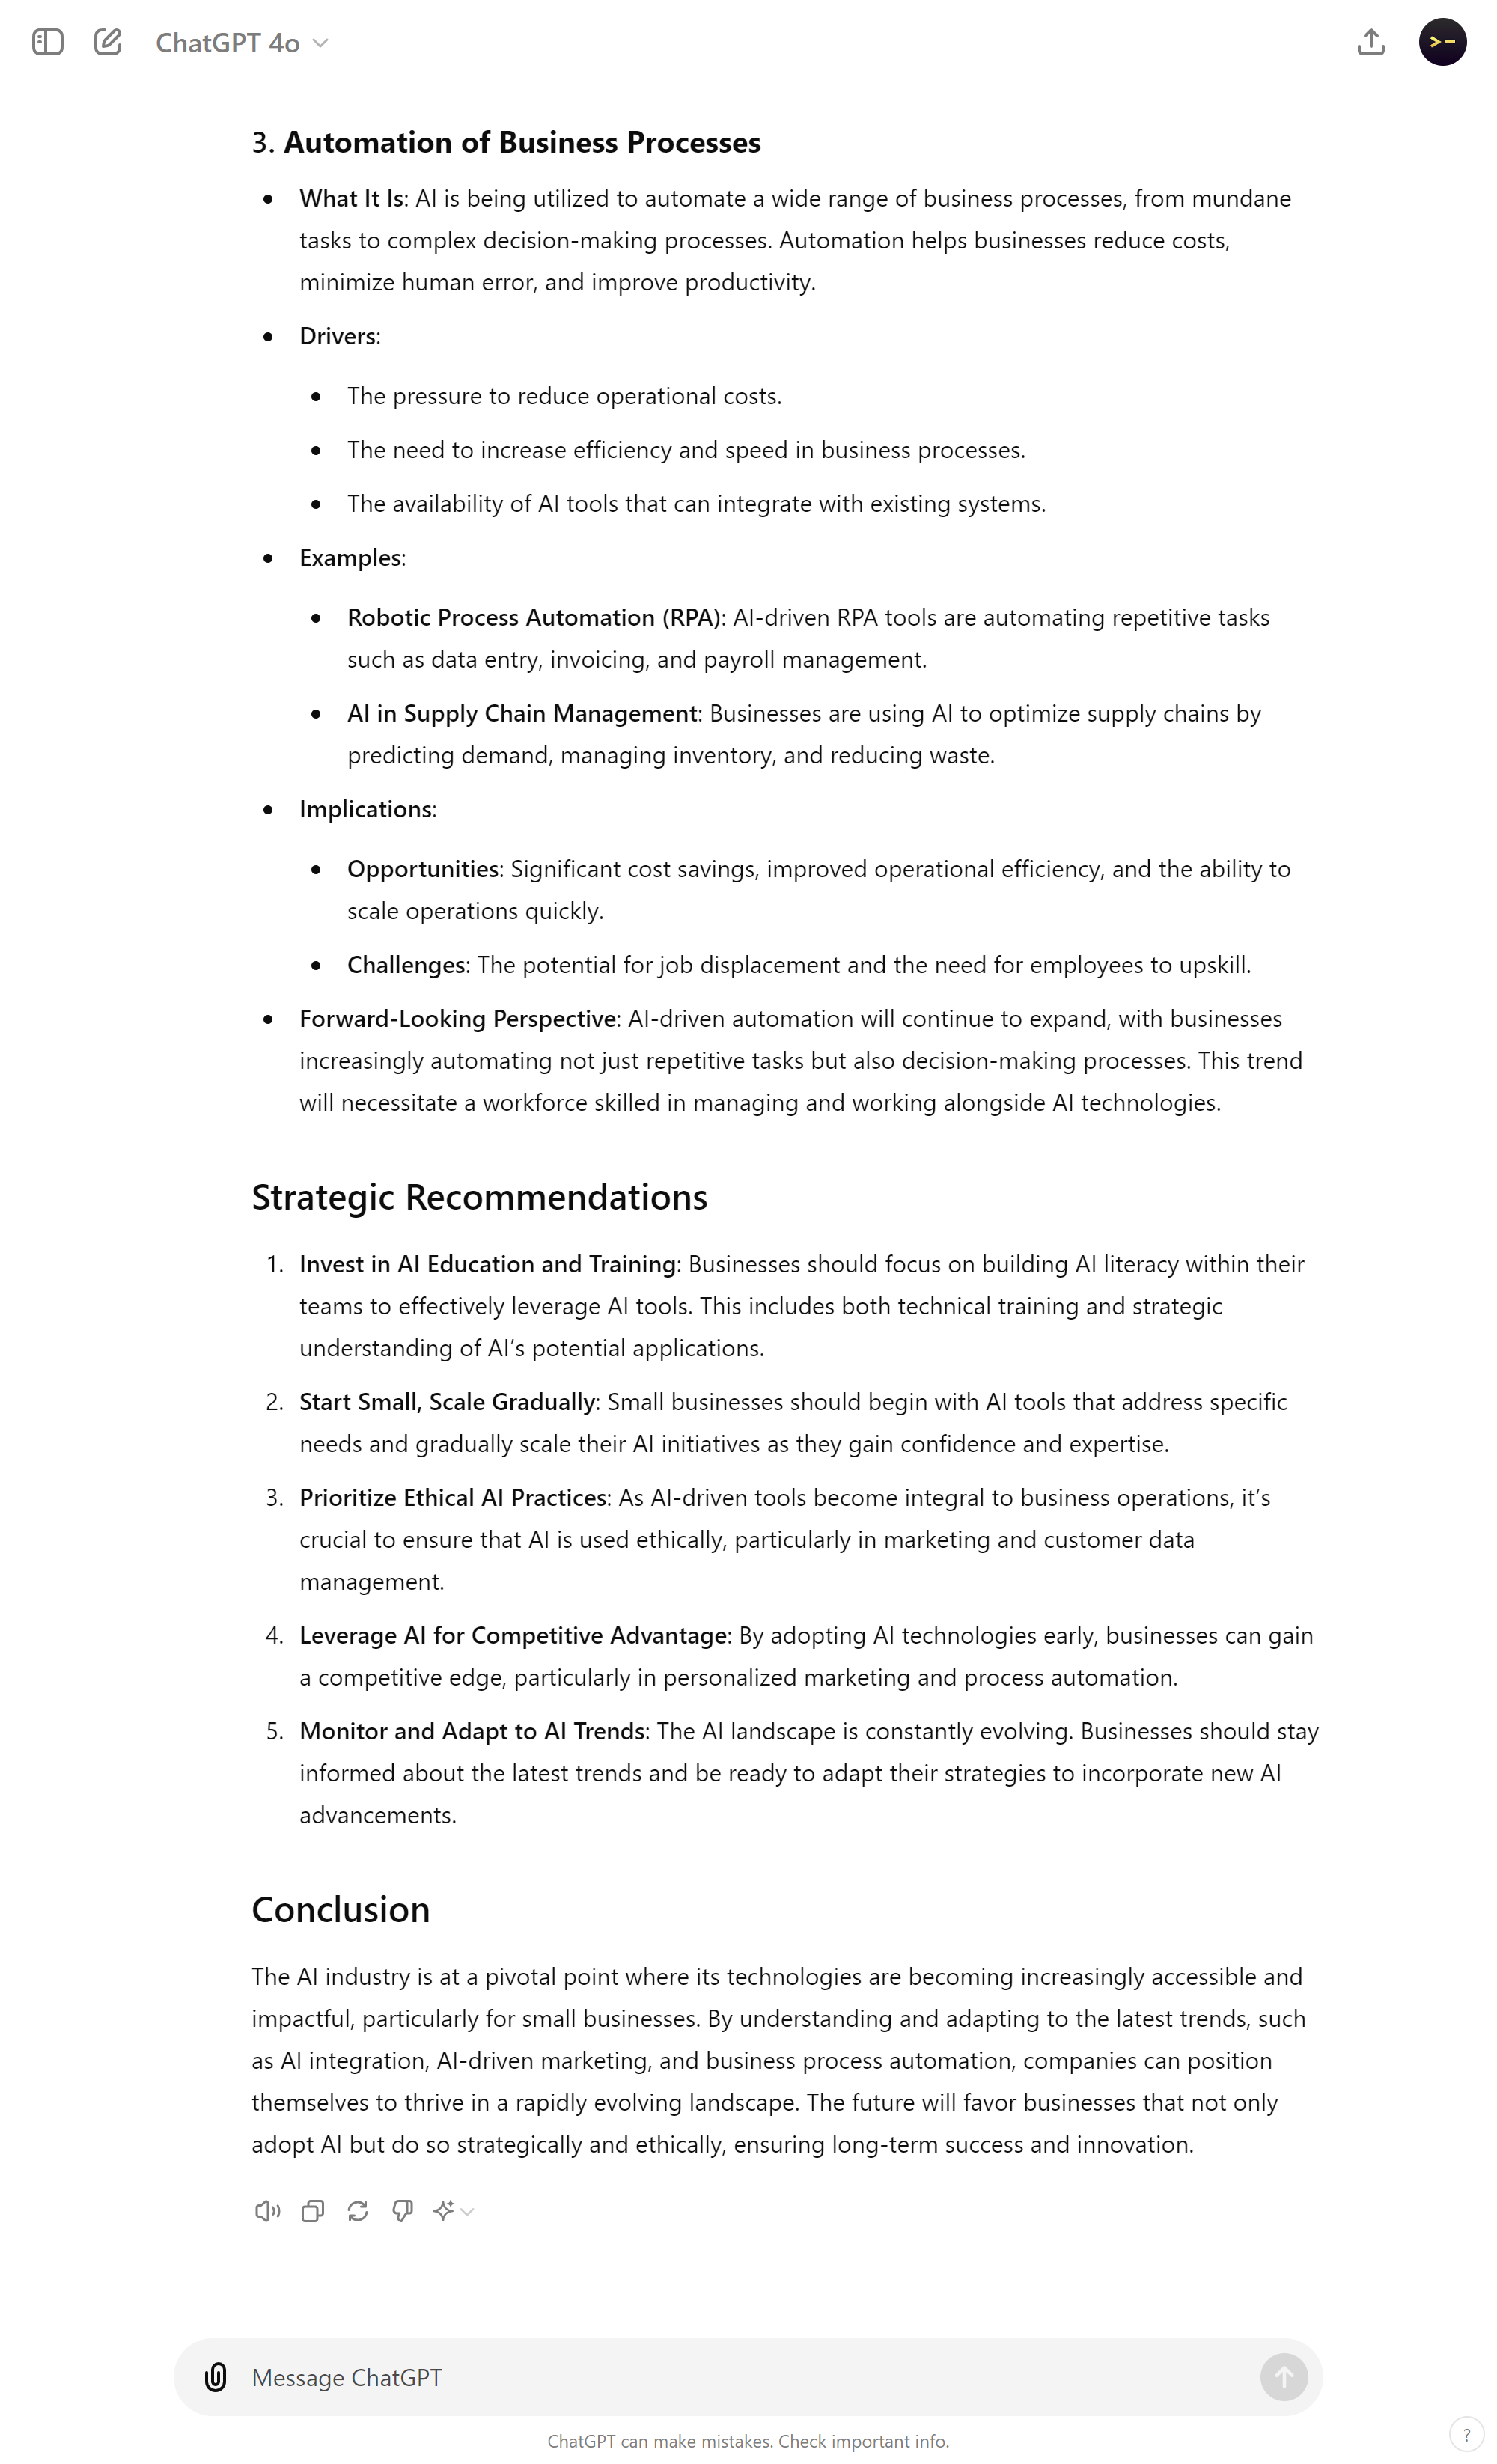 ChatGPT 4o
3. Automation of Business Processes
What It Is: AI is being utilized to automate a wide range of business processes, from mundane
tasks to complex decision-making processes. Automation helps businesses reduce costs,
minimize human error, and improve productivity.
Drivers:
The pressure to reduce operational costs.
The need to increase efficiency and speed in business processes.
The availability of AI tools that can integrate with existing systems.
Examples:
Robotic Process Automation (RPA): AI-driven RPA tools are automating repetitive tasks
such as data entry, invoicing, and payroll management.
AI in Supply Chain Management: Businesses are using AI to optimize supply chains by
predicting demand, managing inventory, and reducing waste.
Implications:
Opportunities: Significant cost savings, improved operational efficiency, and the ability to
scale operations quickly.
Challenges: The potential for job displacement and the need for employees to upskill.
Forward-Looking Perspective: AI-driven automation will continue to expand, with businesses
increasingly automating not just repetitive tasks but also decision-making processes. This trend
will necessitate a workforce skilled in managing and working alongside AI technologies.
Strategic Recommendations
1. Invest in AI Education and Training: Businesses should focus on building AI literacy within their
teams to effectively leverage AI tools. This includes both technical training and strategic
understanding of AI’s potential applications.
2. Start Small, Scale Gradually: Small businesses should begin with AI tools that address specific
needs and gradually scale their AI initiatives as they gain confidence and expertise.
3. Prioritize Ethical AI Practices: As AI-driven tools become integral to business operations, it’s
crucial to ensure that AI is used ethically, particularly in marketing and customer data
management.
4. Leverage AI for Competitive Advantage: By adopting AI technologies early, businesses can gain
a competitive edge, particularly in personalized marketing and process automation.
5. Monitor and Adapt to AI Trends: The AI landscape is constantly evolving. Businesses should stay
informed about the latest trends and be ready to adapt their strategies to incorporate new AI
advancements.
Conclusion
The AI industry is at a pivotal point where its technologies are becoming increasingly accessible and
impactful, particularly for small businesses. By understanding and adapting to the latest trends, such
as AI integration, AI-driven marketing, and business process automation, companies can position
themselves to thrive in a rapidly evolving landscape. The future will favor businesses that not only
adopt AI but do so strategically and ethically, ensuring long-term success and innovation.
Message ChatGPT
ChatGPT can make mistakes. Check important info.
?